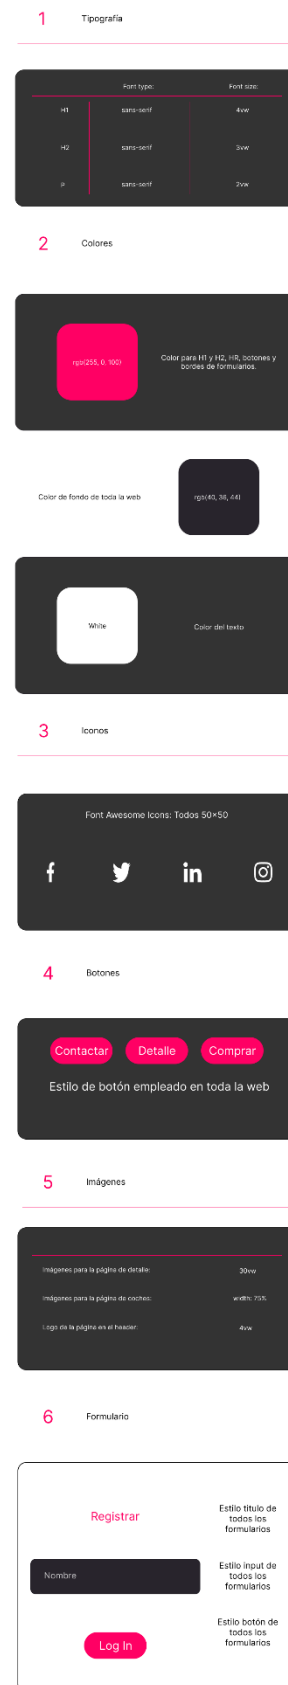 1 Tipografía
Font type: Font size:
H1 sans-serif 4vw
H2 sans-serif 3vw
P sans-serif 2vw
2 Colores
rgb(255, 0, 100)
Color para H1 y H2, HR, botones y
bordes de formularios.
Color de fondo de toda la web
rgb(40, 36, 44)
White
Color del texto
3 Iconos
Font Awesome Icons: Todos 50x50
4 Botones
Contactar Detalle Comprar
Estilo de botón empleado en toda la web
5 Imágenes
Imágenes para la página de detalle: 30vw
Imágenes para la página de coches: width: 75%
Logo de la página en el header: 4vw
6 Formulario
Registrar
Estilo titulo de
todos los
formularios
Nombre
Estilo input de
todos los
formularios
Log In
Estilo botón de
todos los
formularios